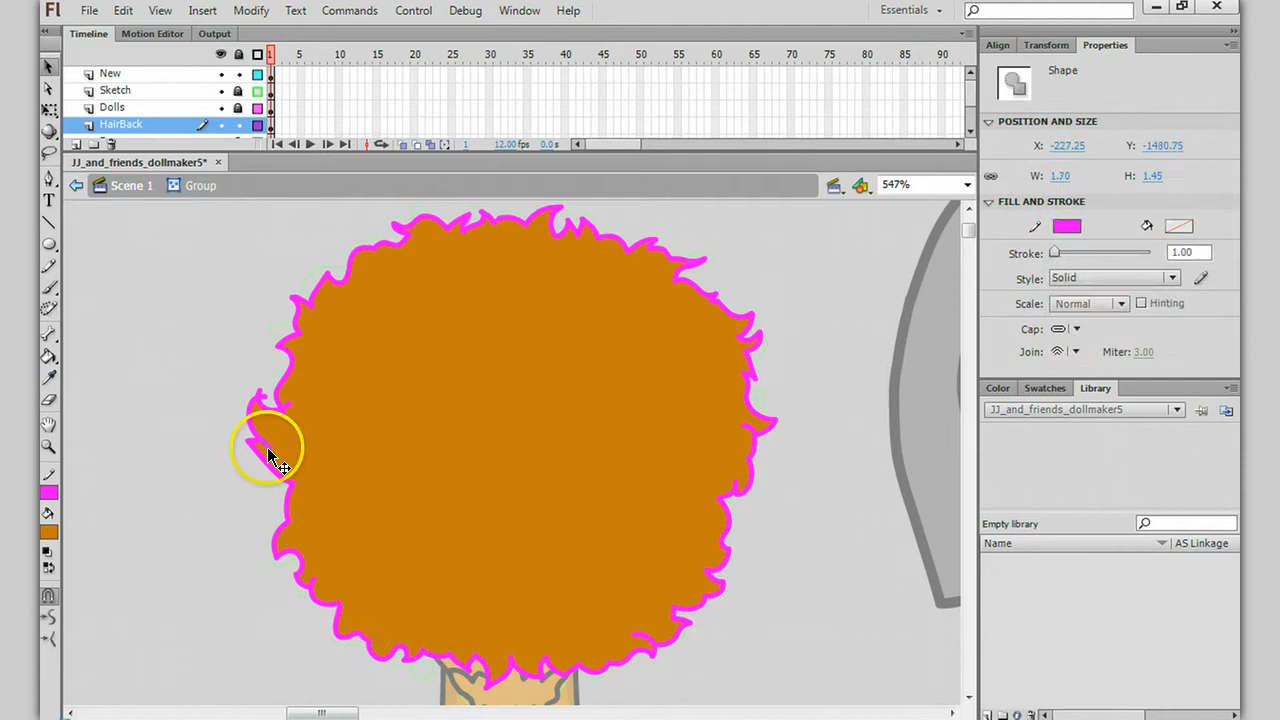 Fl File Edit View Insert Modify Text Commands Control Debug Window Help Essentials
Timeline Motion Editor Output
1 5 10 15 20 25 30 35 40 45 50 55 60 65 70 75 80 85 90
New
Sketch
Dolls
HairBack
1 12.00 fps 0.0 s
JJ_and_friends_dollmaker5*
Scene 1 Group 547%
Align Transform Properties
Shape
POSITION AND SIZE
X: -227.25 Y: -1480.75
W: 1.70 H: 1.45
FILL AND STROKE
Stroke: 1.00
Style: Solid
Scale: Normal Hinting
Cap:
Join: Miter: 3.00
Color Swatches Library
JJ_and_friends_dollmaker5
Empty library
Name AS Linkage